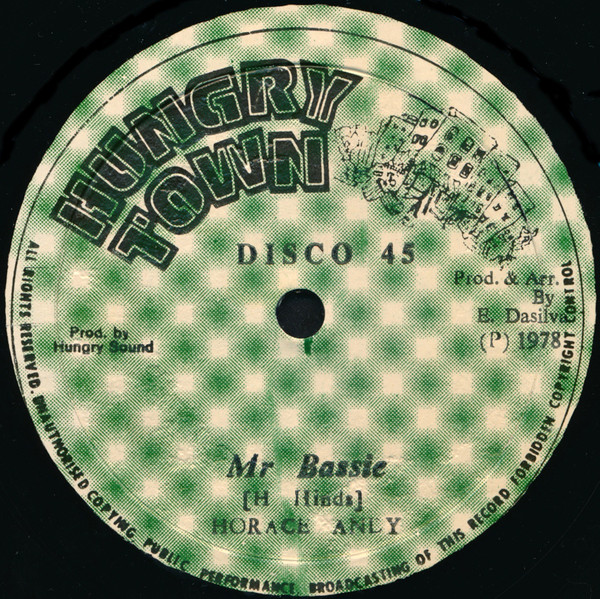 HUNGRY
TOWN
DISCO 45
Prod. & Arr.
By
E. Dasilva
(P) 1978
Prod. by
Hungry Sound
Mr Bassie
[H Hinds]
HORACE ANDY
ALL RIGHTS RESERVED. UNAUTHORISED COPYING, PUBLIC PERFORMANCE, BROADCASTING OF THIS RECORD FORBIDDEN COPYRIGHT CONTROL